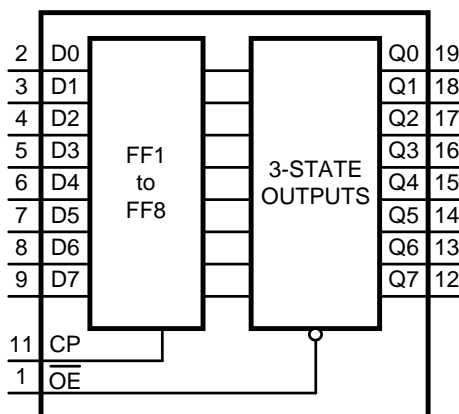 2 D0 Q0 19
3 D1 Q1 18
4 D2 Q2 17
5 D3 Q3 16
6 D4 Q4 15
7 D5 Q5 14
8 D6 Q6 13
9 D7 Q7 12
FF1
to
FF8
3-STATE
OUTPUTS
11 CP
1 O̅E̅